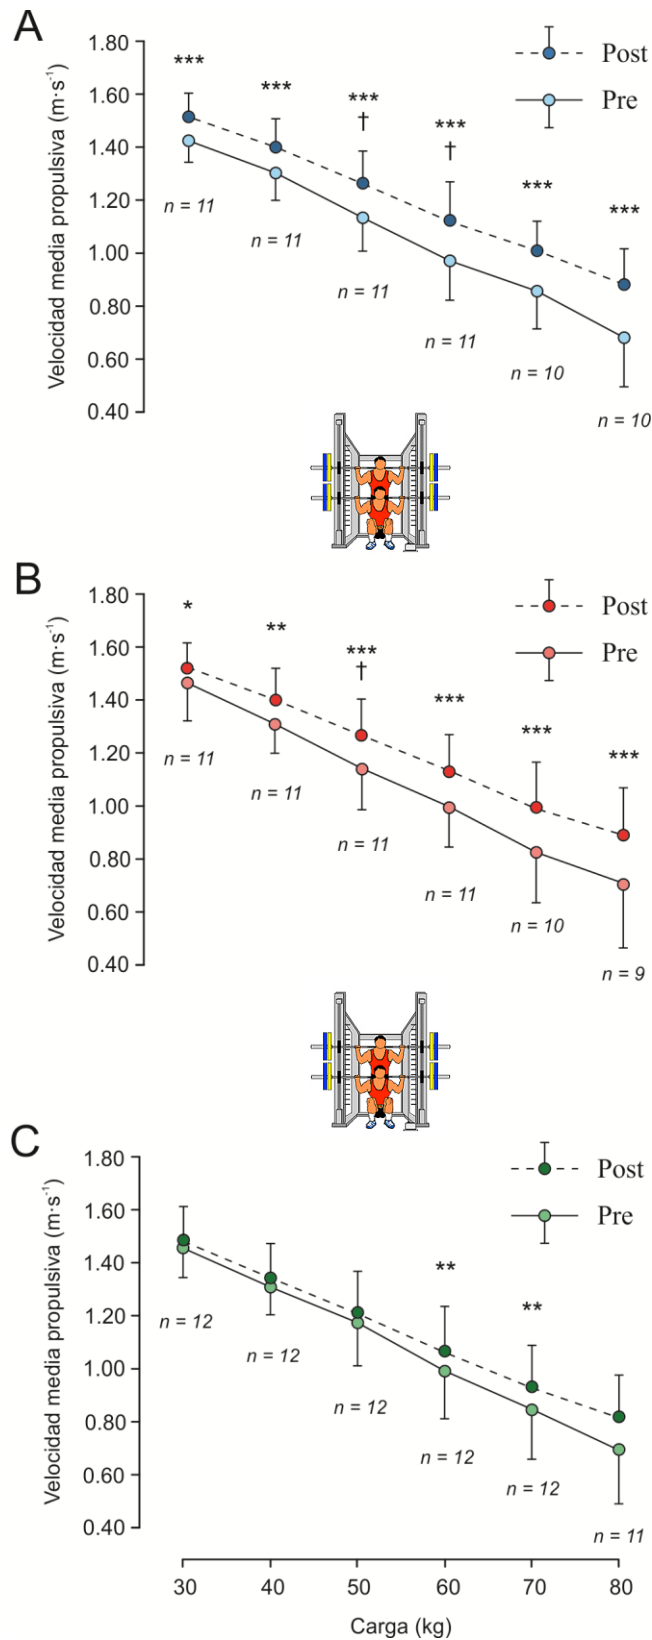 A
Velocidad media propulsiva (m·s⁻¹)
1.80
1.60
1.40
1.20
1.00
0.80
0.60
0.40
Post
Pre
***
***
***
†
***
†
***
***
n = 11
n = 11
n = 11
n = 11
n = 10
n = 10
B
Velocidad media propulsiva (m·s⁻¹)
1.80
1.60
1.40
1.20
1.00
0.80
0.60
0.40
Post
Pre
*
**
***
†
***
***
***
n = 11
n = 11
n = 11
n = 11
n = 10
n = 9
C
Velocidad media propulsiva (m·s⁻¹)
1.80
1.60
1.40
1.20
1.00
0.80
0.60
0.40
Post
Pre
**
**
n = 12
n = 12
n = 12
n = 12
n = 12
n = 11
30 40 50 60 70 80
Carga (kg)